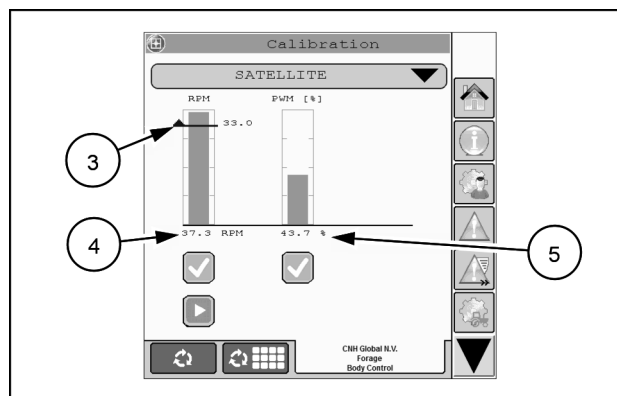 Calibration
SATELLITE
RPM PWM [%]
33.0
3
4
37.3 RPM 43.7 %
5
CNH Global N.V.
Forage
Body Control